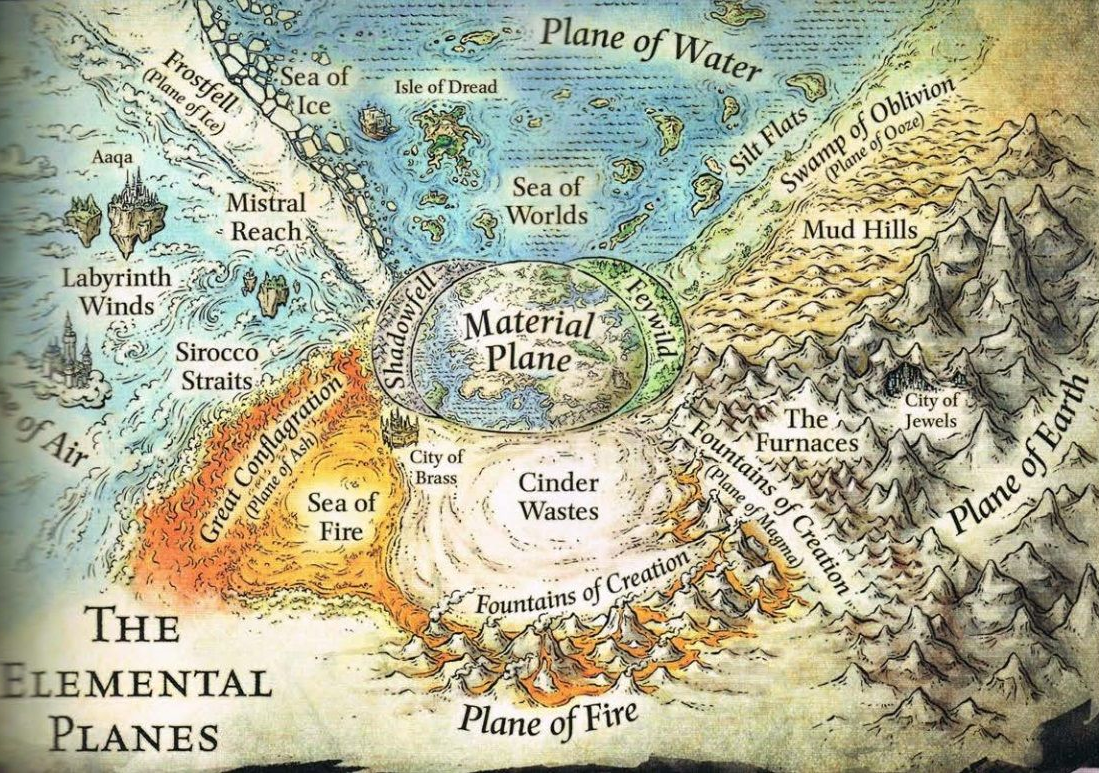 Plane of Water
Frostfell
(Plane of Ice)
Sea of
Ice
Isle of Dread
Silt Flats
Swamp of Oblivion
(Plane of Ooze)
Aaqa
Mistral
Reach
Sea of
Worlds
Mud Hills
Labyrinth
Winds
Shadowfell
Material
Plane
Feywild
Sirocco
Straits
City of
Jewels
The
Furnaces
of Air
Great Conflagration
(Plane of Ash)
City of
Brass
Sea of
Fire
Cinder
Wastes
Fountains of Creation
(Plane of Magma)
Plane of Earth
Fountains of Creation
The
Elemental
Planes
Plane of Fire